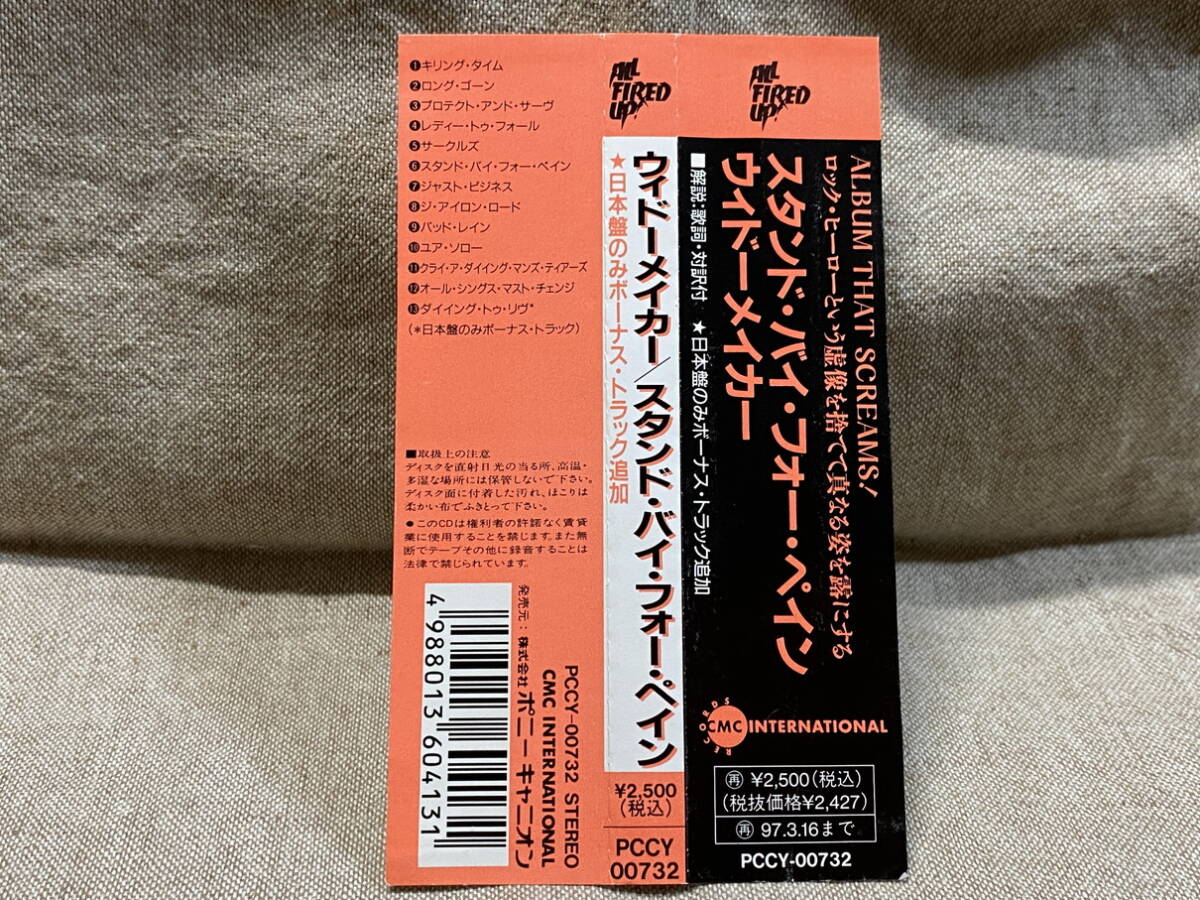 ❶キリング・タイム
❷ロング・ゴーン
❸プロテクト・アンド・サーヴ
❹レディー・トゥ・フォール
❺サークルズ
❻スタンド・バイ・フォー・ペイン
❼ジャスト・ビジネス
❽ジ・アイロン・ロード
❾バッド・レイン
❿ユア・ソロー
⓫クライ・ア・ダイイング・マンズ・ティアーズ
⓬オール・シングス・マスト・チェンジ
⓭ダイイング・トゥ・リヴ*
(*日本盤のみボーナス・トラック)
■取扱上の注意
ディスクを直射日光の当る所、高温・
多湿な場所には保管しないで下さい。
ディスク面に付着した汚れ、ほこりは
柔かい布でふきとって下さい。
●このCDは権利者の許諾なく賃貸
業に使用することを禁じます。また無
断でテープその他に録音することは
法律で禁じられています。
PCCY-00732 STEREO
CMC INTERNATIONAL
発売元:株式会社ポニーキャニオン
4988013604131
ALL
FIRED
UP!
ウィドーメイカー/スタンド・バイ・フォー・ペイン
★日本盤のみボーナス・トラック追加
¥2,500
(税込)
PCCY
00732
ALL
FIRED
UP!
ALBUM THAT SCREAMS!
ロック・ヒーローという虚像を捨てて真なる姿を露にする
スタンド・バイ・フォー・ペイン
ウィドーメイカー
■解説:歌詞・対訳付 ★日本盤のみボーナス・トラック追加
CMC INTERNATIONAL
RECORDS
再 ¥2,500(税込)
(税抜価格¥2,427)
再 97.3.16まで
PCCY-00732